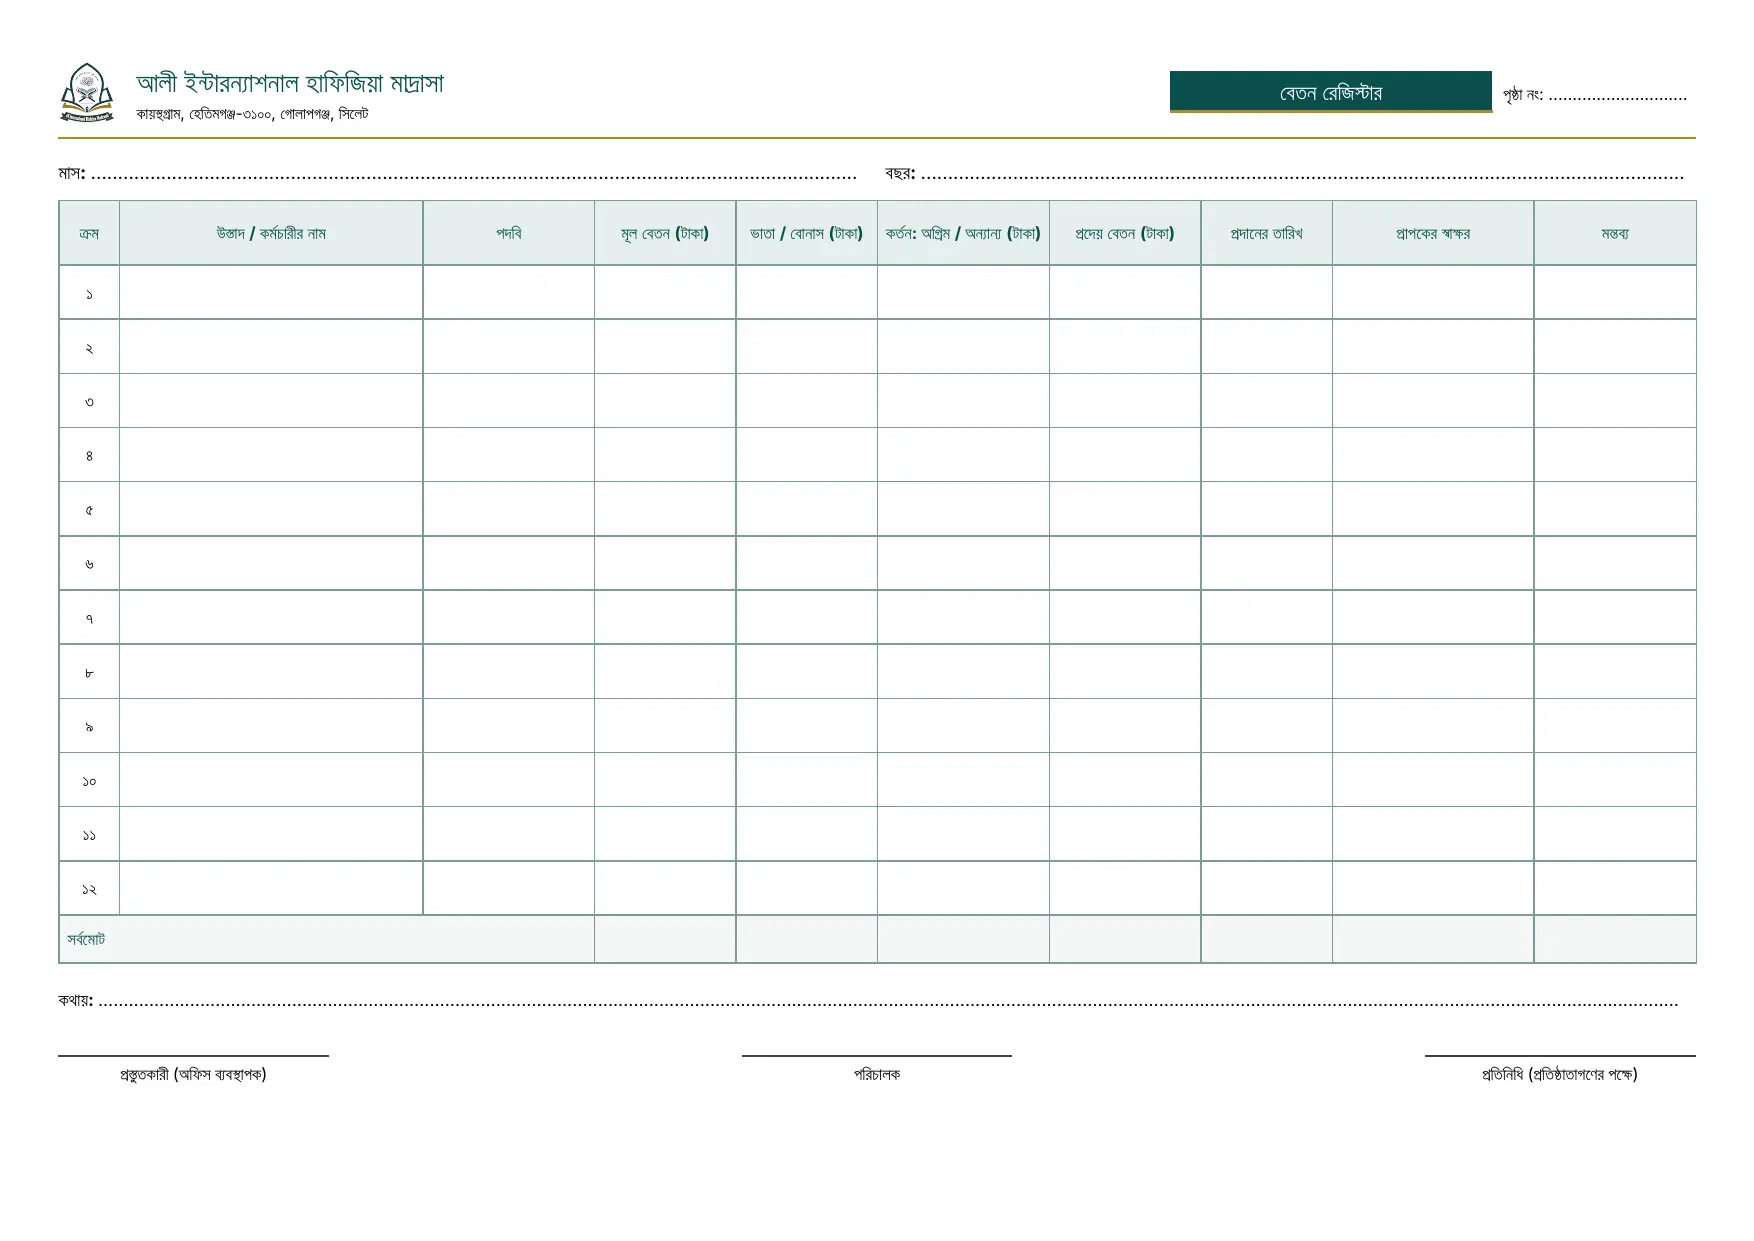 আলী ইন্টারন্যাশনাল হাফিজিয়া মাদ্রাসা
কায়স্থগ্রাম, হেতিমগঞ্জ-৩১০০, গোলাপগঞ্জ, সিলেট
বেতন রেজিস্টার
পৃষ্ঠা নং: .............................
মাস: ................................................................................................................................................
বছর: ................................................................................................................................................
ক্রম উস্তাদ / কর্মচারীর নাম পদবি মূল বেতন (টাকা) ভাতা / বোনাস (টাকা) কর্তন: অগ্রিম / অন্যান্য (টাকা) প্রদেয় বেতন (টাকা) প্রদানের তারিখ প্রাপকের স্বাক্ষর মন্তব্য
১
২
৩
৪
৫
৬
৭
৮
৯
১০
১১
১২
সর্বমোট
কথায়: ................................................................................................................................................
প্রস্তুতকারী (অফিস ব্যবস্থাপক)
পরিচালক
প্রতিনিধি (প্রতিষ্ঠাতাগণের পক্ষে)